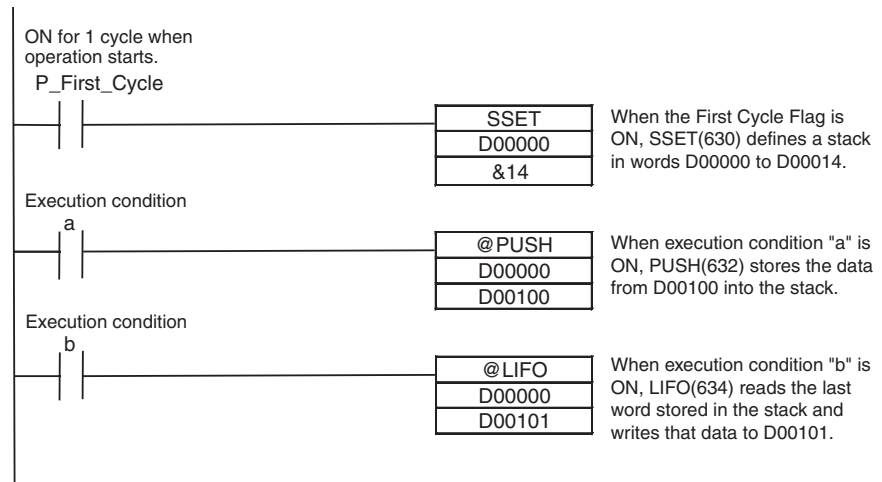 ON for 1 cycle when
operation starts.
P_First_Cycle
SSET
D00000
&14
When the First Cycle Flag is
ON, SSET(630) defines a stack
in words D00000 to D00014.
Execution condition
a
@PUSH
D00000
D00100
When execution condition "a" is
ON, PUSH(632) stores the data
from D00100 into the stack.
Execution condition
b
@LIFO
D00000
D00101
When execution condition "b" is
ON, LIFO(634) reads the last
word stored in the stack and
writes that data to D00101.